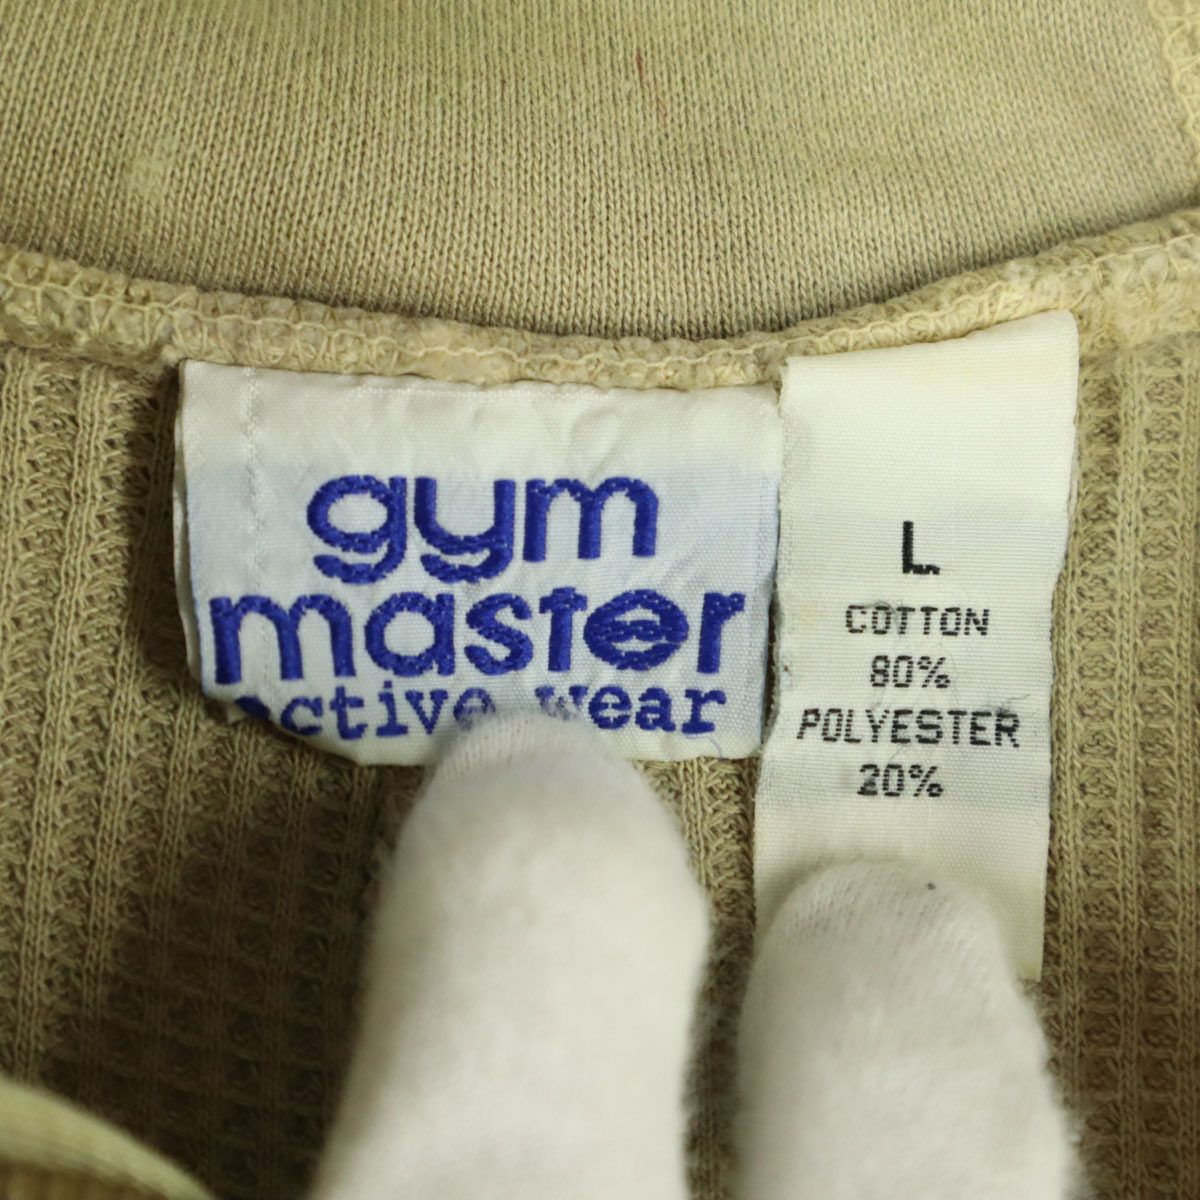 gym
master
active wear
L
COTTON
80%
POLYESTER
20%